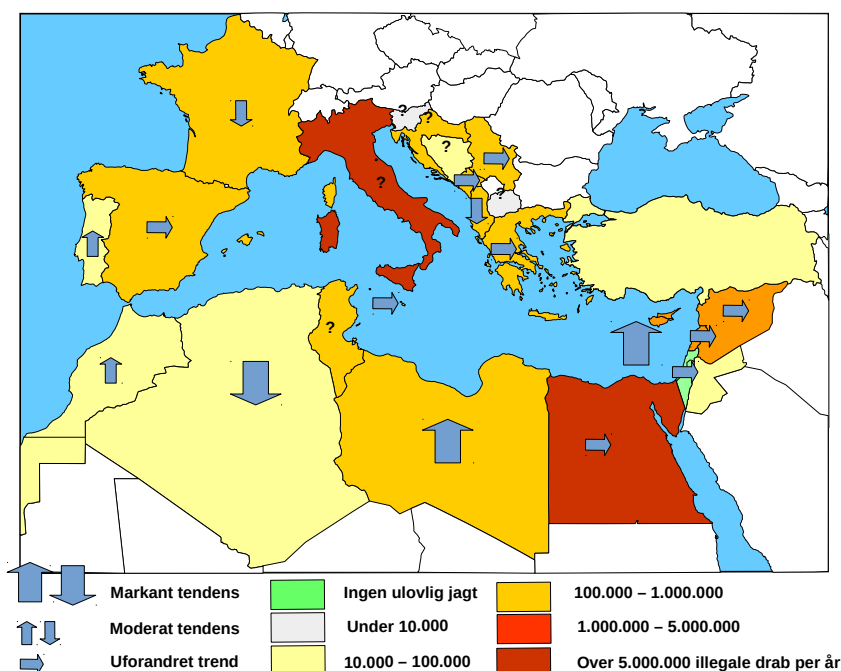 ?
?
?
?
?
?
Markant tendens
Ingen ulovlig jagt
100.000 – 1.000.000
Moderat tendens
Under 10.000
1.000.000 – 5.000.000
Uforandret trend
10.000 – 100.000
Over 5.000.000 illegale drab per år